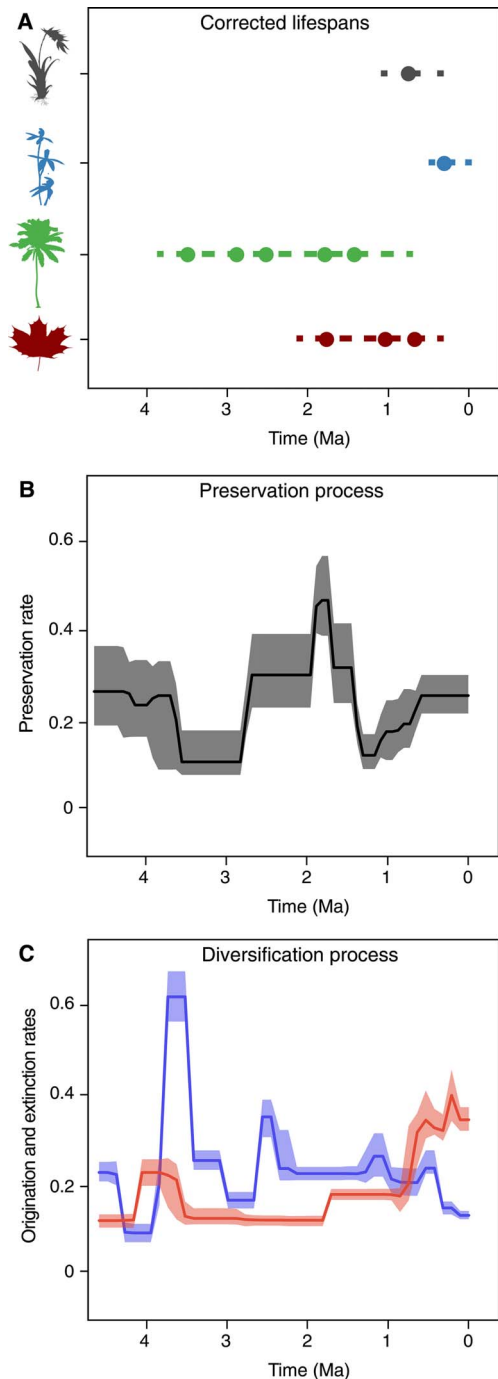 A
Corrected lifespans
4 3 2 1 0
Time (Ma)
B
Preservation process
Preservation rate
0.6
0.4
0.2
0
4 3 2 1 0
Time (Ma)
C
Diversification process
Origination and extinction rates
0.6
0.4
0.2
0
4 3 2 1 0
Time (Ma)